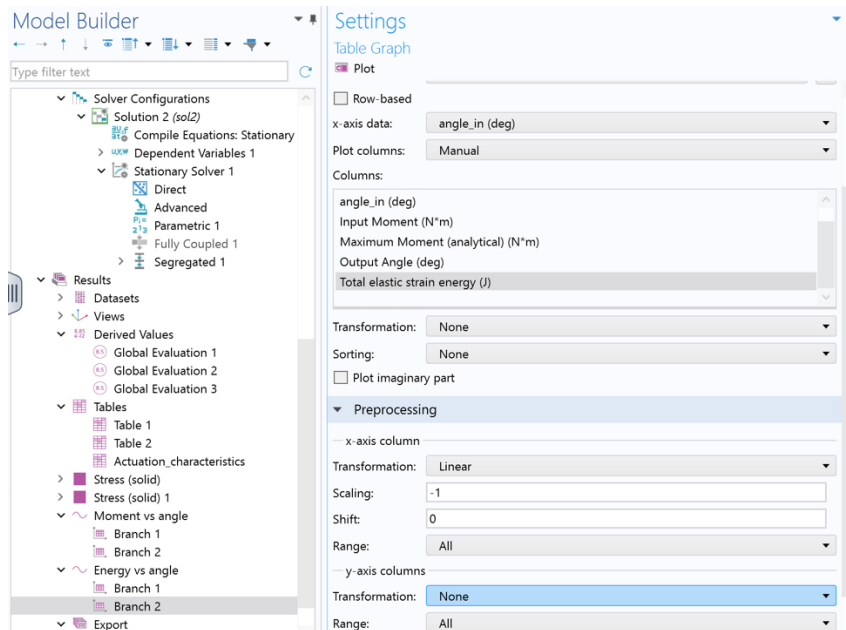 Model Builder
Type filter text
Solver Configurations
Solution 2 (sol2)
Compile Equations: Stationary
Dependent Variables 1
Stationary Solver 1
Direct
Advanced
Parametric 1
Fully Coupled 1
Segregated 1
Results
Datasets
Views
Derived Values
Global Evaluation 1
Global Evaluation 2
Global Evaluation 3
Tables
Table 1
Table 2
Actuation_characteristics
Stress (solid)
Stress (solid) 1
Moment vs angle
Branch 1
Branch 2
Energy vs angle
Branch 1
Branch 2
Export
Settings
Table Graph
Plot
Row-based
x-axis data: angle_in (deg)
Plot columns: Manual
Columns:
angle_in (deg)
Input Moment (N*m)
Maximum Moment (analytical) (N*m)
Output Angle (deg)
Total elastic strain energy (J)
Transformation: None
Sorting: None
Plot imaginary part
Preprocessing
x-axis column
Transformation: Linear
Scaling: -1
Shift: 0
Range: All
y-axis columns
Transformation: None
Range: All